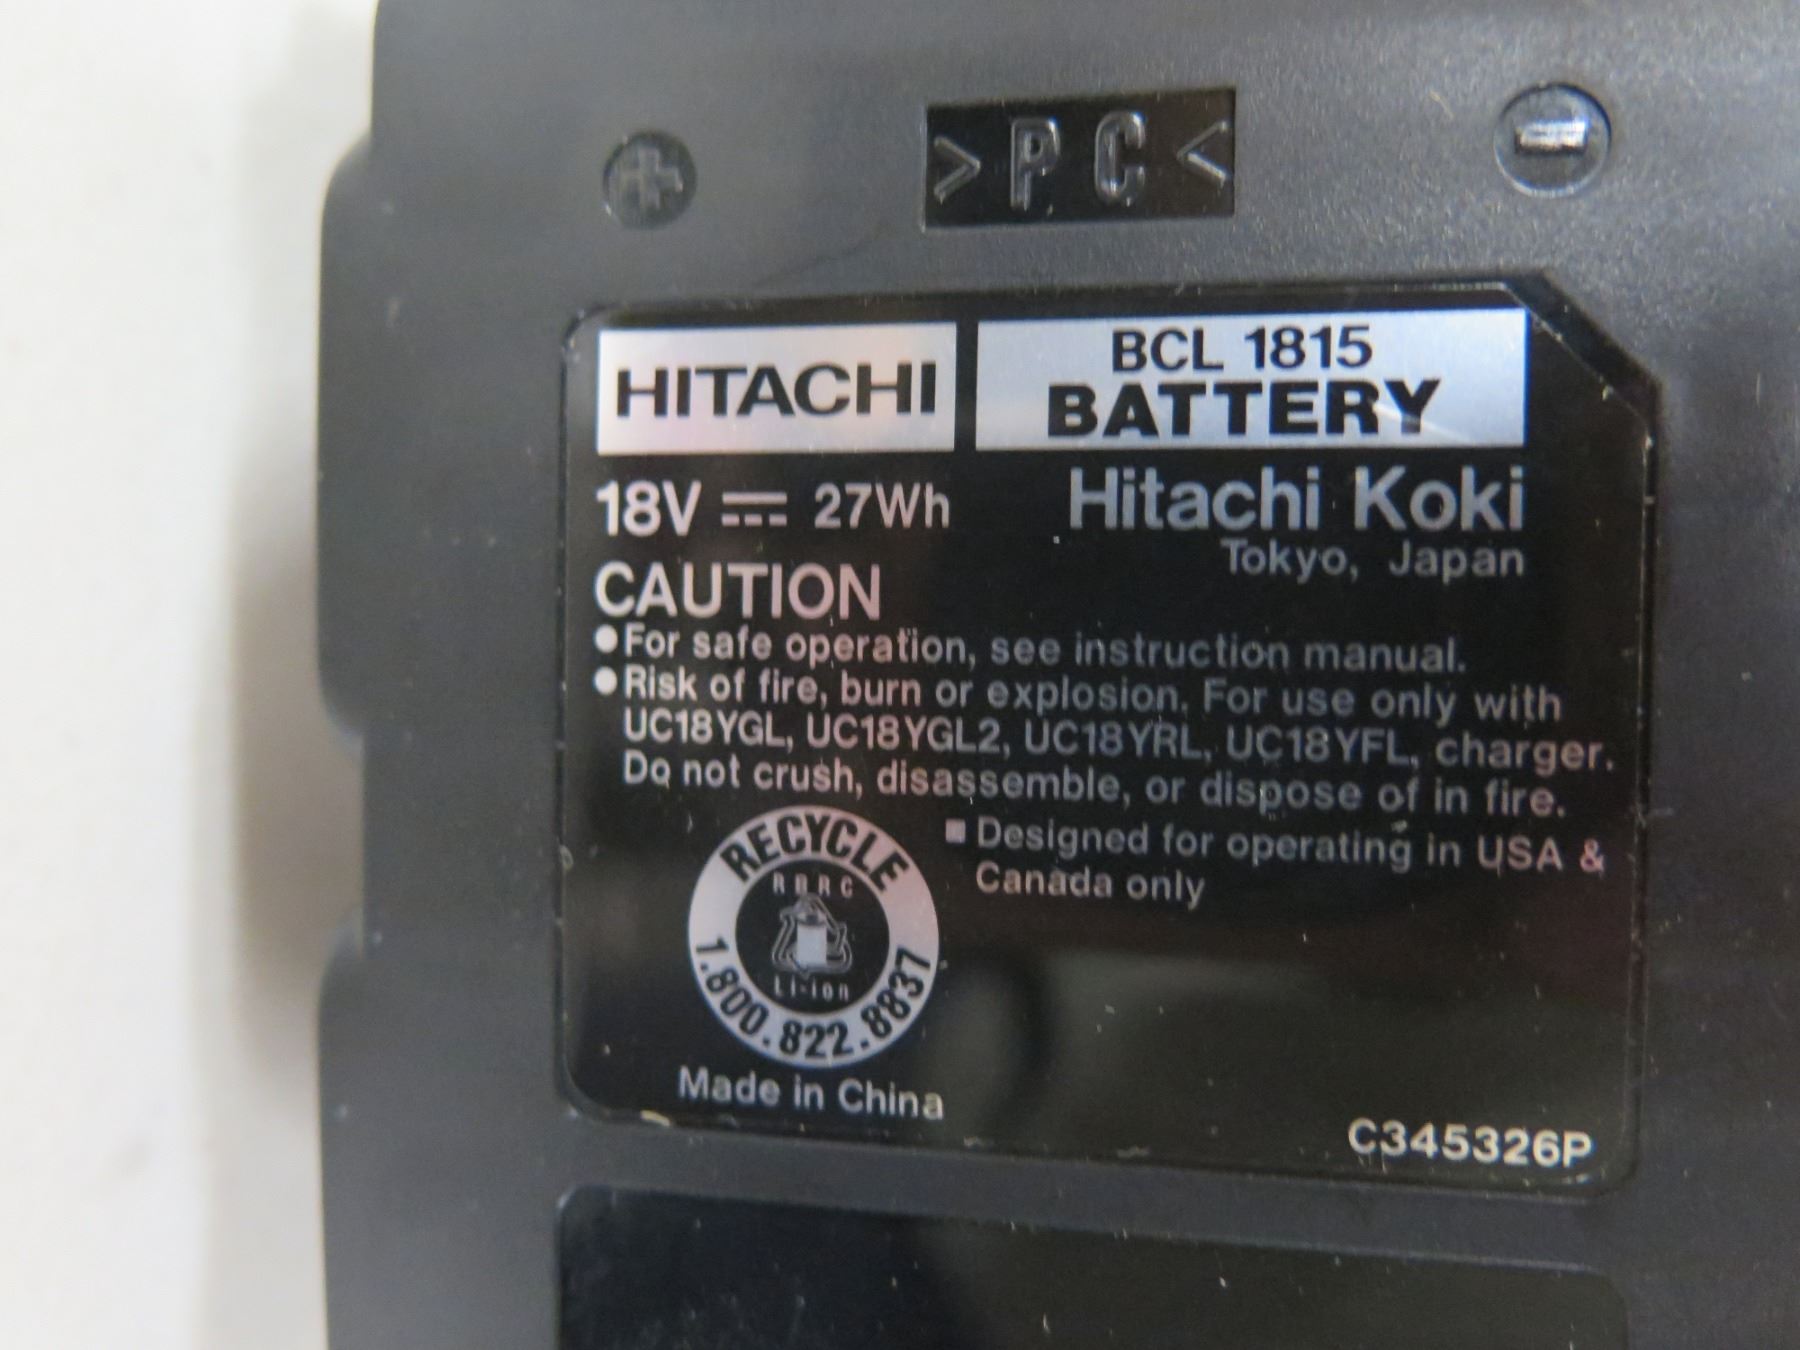 >PC<
HITACHI
BCL 1815
BATTERY
18V 27Wh
Hitachi Koki
Tokyo, Japan
CAUTION
●For safe operation, see instruction manual.
●Risk of fire, burn or explosion. For use only with
UC18YGL, UC18YGL2, UC18YRL, UC18YFL, charger.
Do not crush, disassemble, or dispose of in fire.
■Designed for operating in USA &
Canada only
RECYCLE
RBRC
Li-ion
1.800.822.8837
Made in China
C345326P